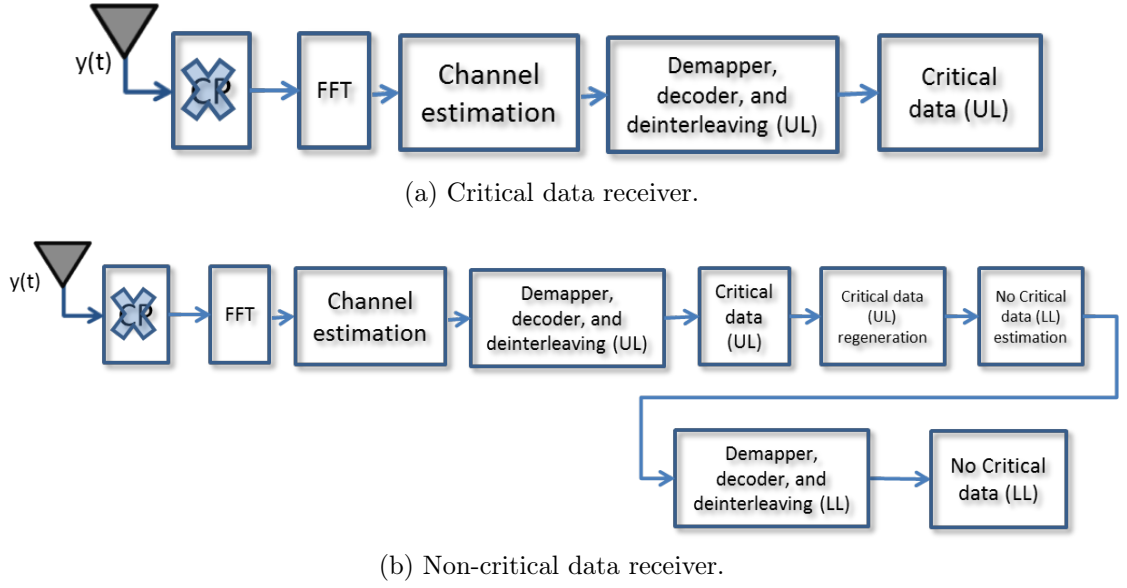 y(t)
CP
FFT
Channel
estimation
Demapper,
decoder, and
deinterleaving (UL)
Critical
data (UL)
(a) Critical data receiver.
y(t)
CP
FFT
Channel
estimation
Demapper,
decoder, and
deinterleaving (UL)
Critical
data
(UL)
Critical data
(UL)
regeneration
No Critical
data (LL)
estimation
Demapper,
decoder, and
deinterleaving (LL)
No Critical
data (LL)
(b) Non-critical data receiver.